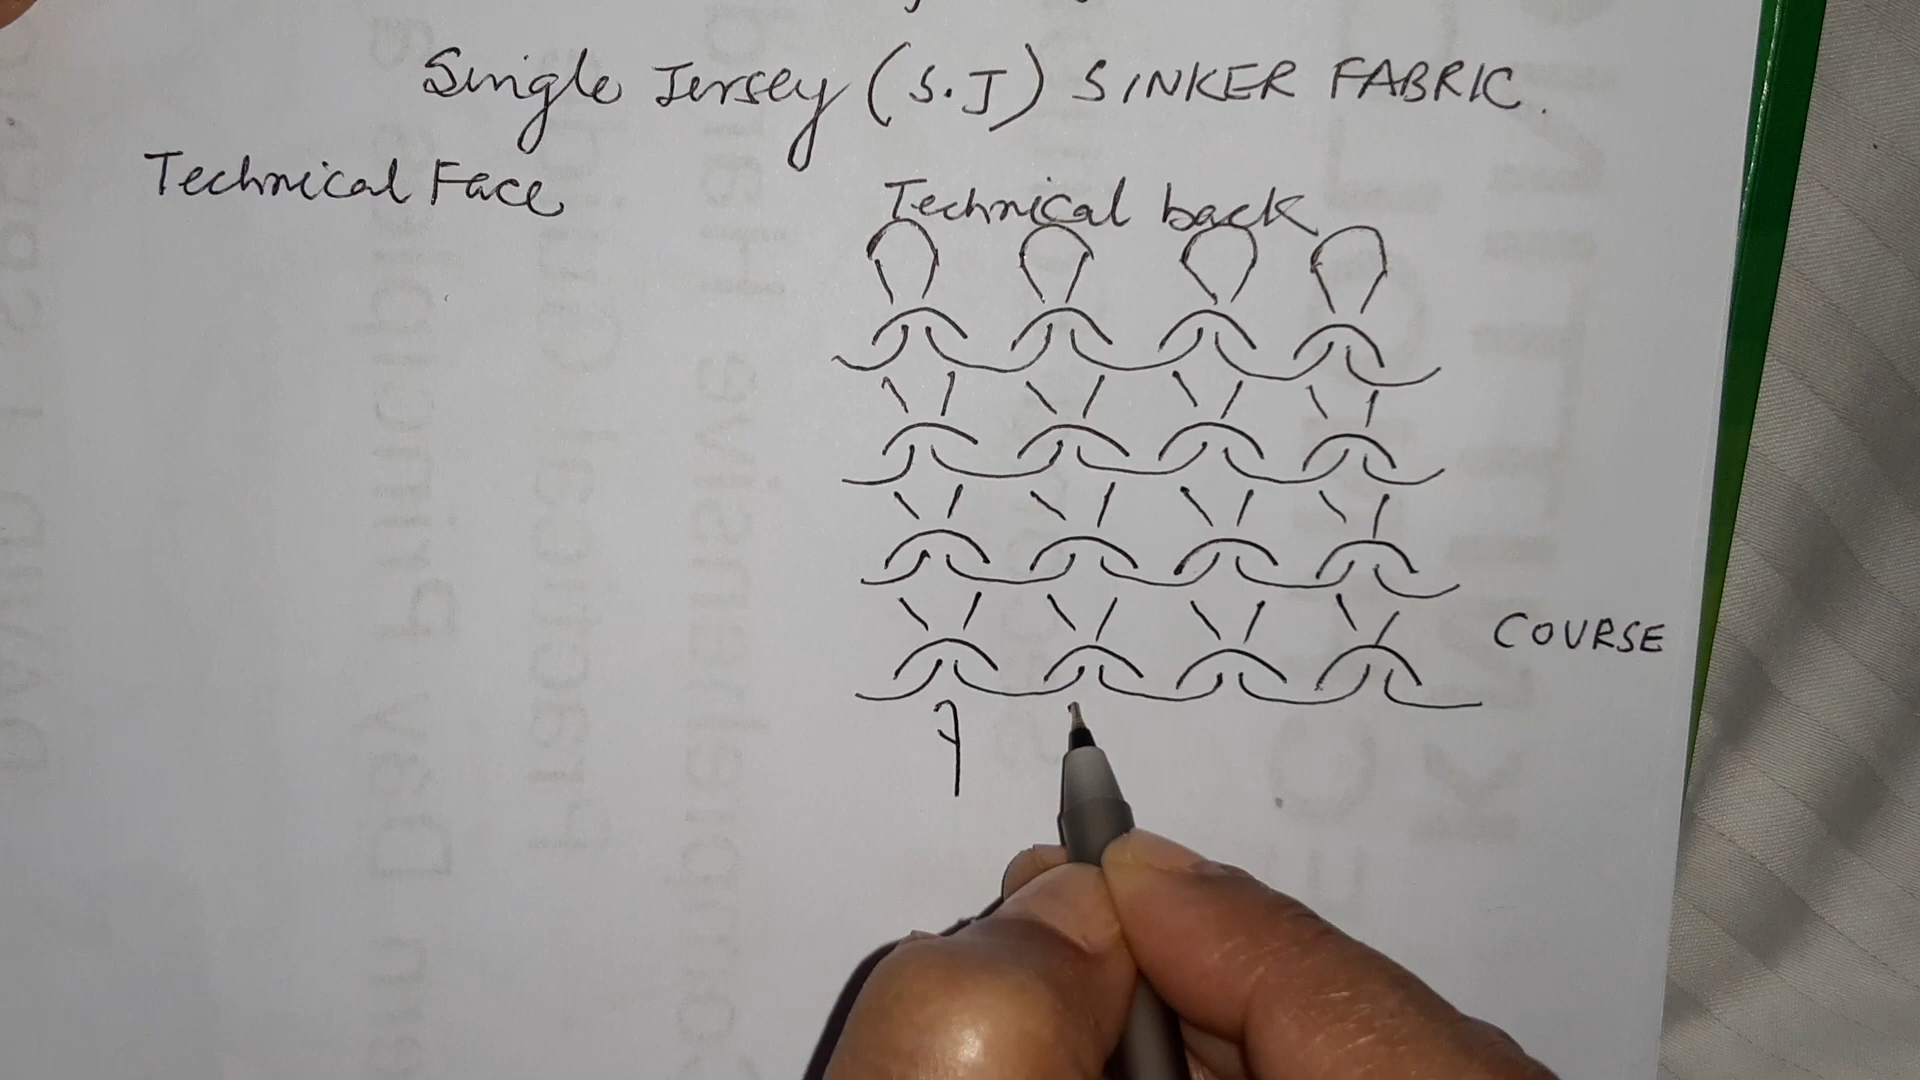 Single Jersey (S.J) SINKER FABRIC.
Technical Face
Technical back
COURSE